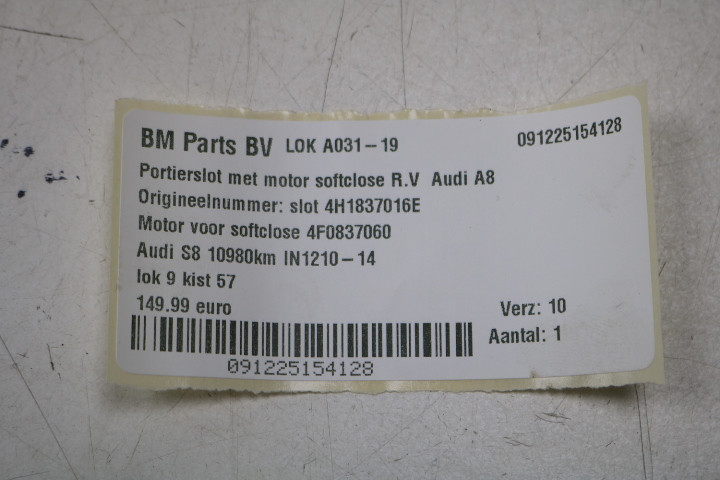 BM Parts BV LOK A031-19 091225154128
Portierslot met motor softclose R.V Audi A8
Origineelnummer: slot 4H1837016E
Motor voor softclose 4F0837060
Audi S8 10980km IN1210-14
lok 9 kist 57
149.99 euro Verz: 10
Aantal: 1
091225154128